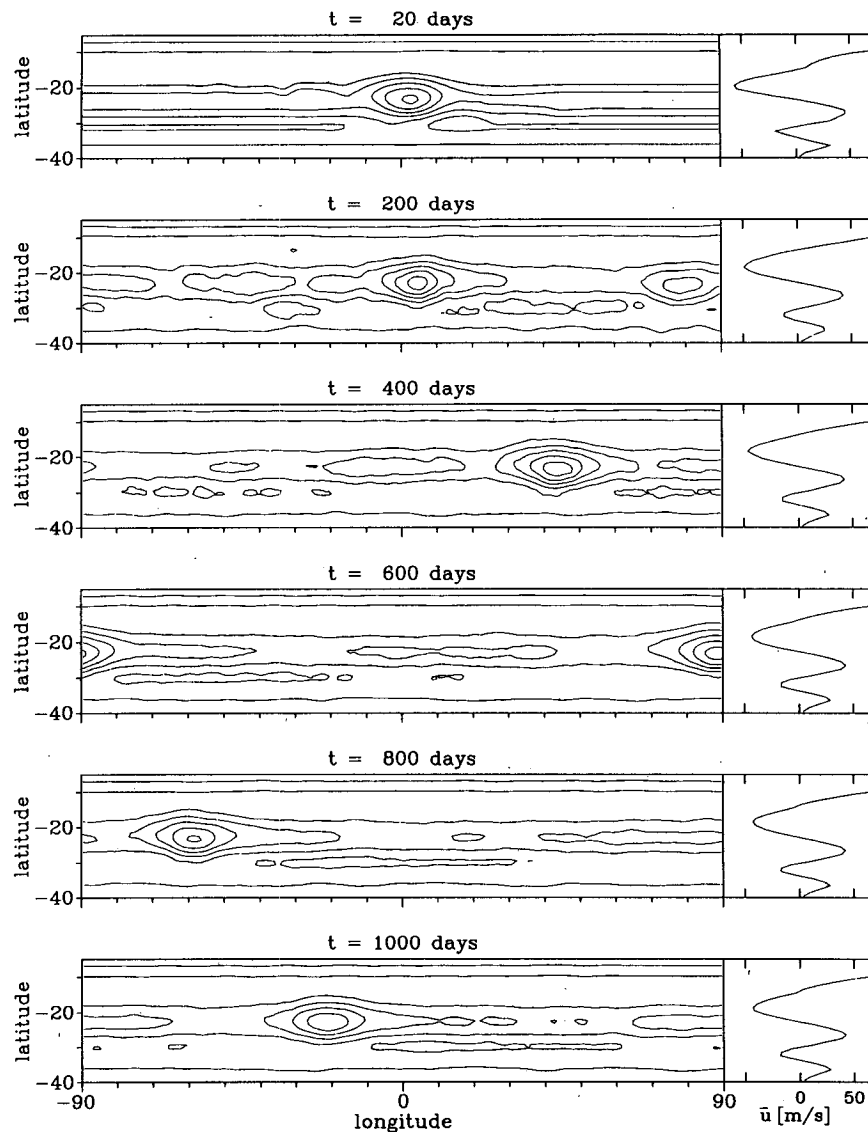 t = 20 days
latitude
−20
−40
t = 200 days
latitude
−20
−40
t = 400 days
latitude
−20
−40
t = 600 days
latitude
−20
−40
t = 800 days
latitude
−20
−40
t = 1000 days
latitude
−20
−40
−90 0 90 0 50
longitude ū [m/s]